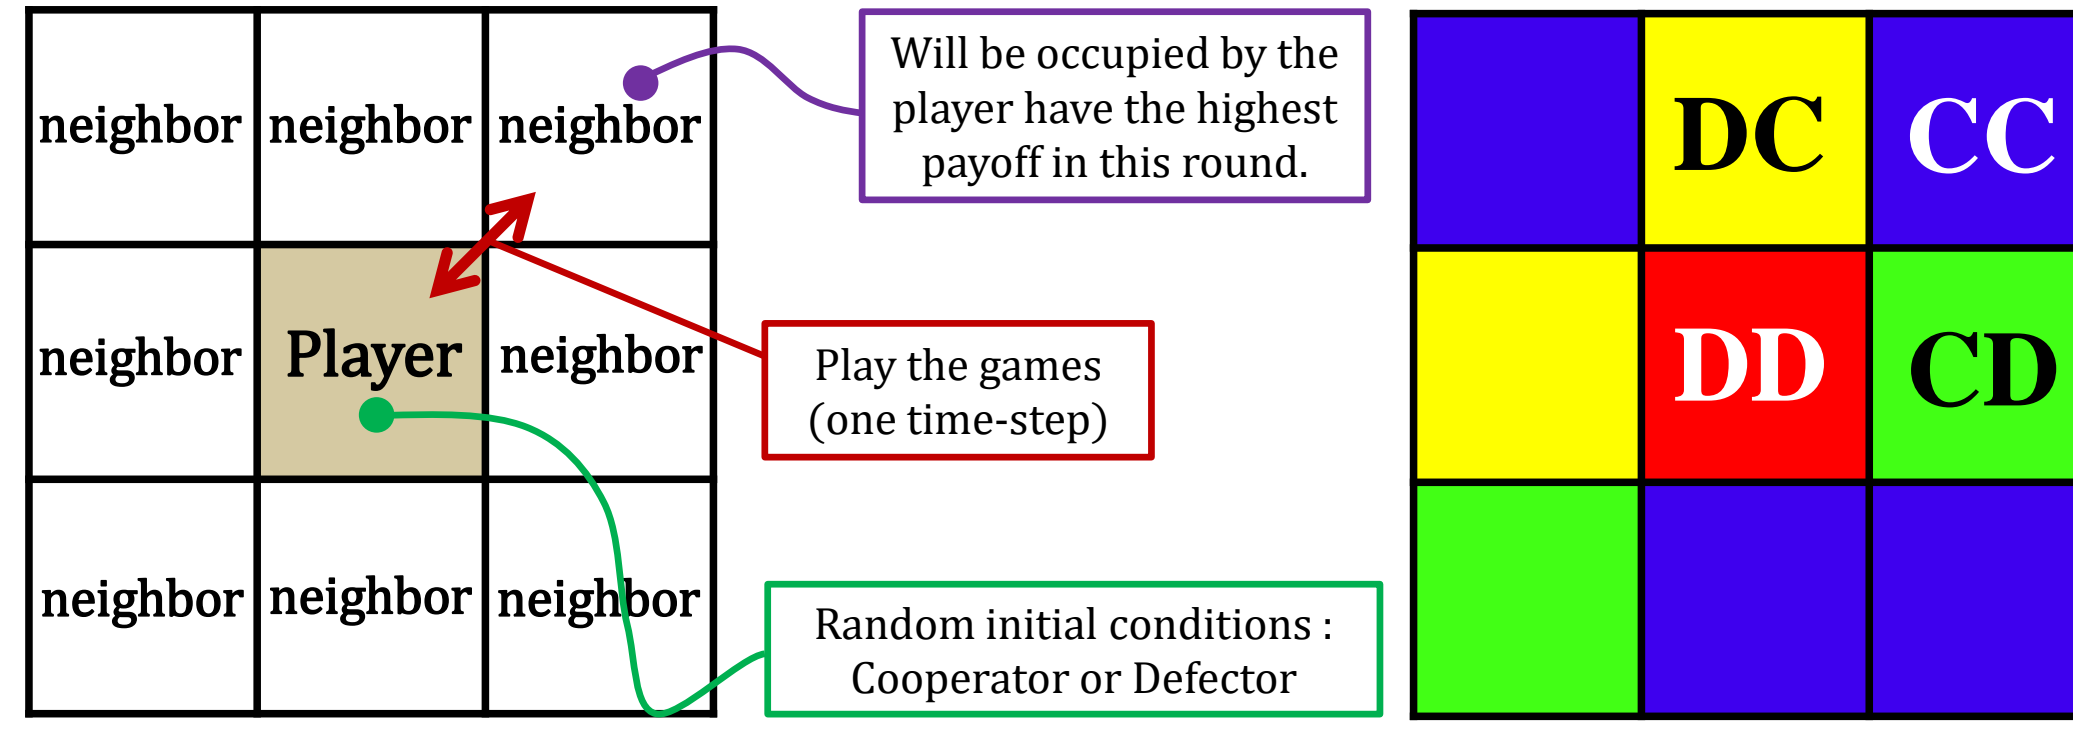 neighbor neighbor neighbor
neighbor Player neighbor
neighbor neighbor neighbor
Will be occupied by the
player have the highest
payoff in this round.
Play the games
(one time-step)
Random initial conditions :
Cooperator or Defector
DC CC
DD CD